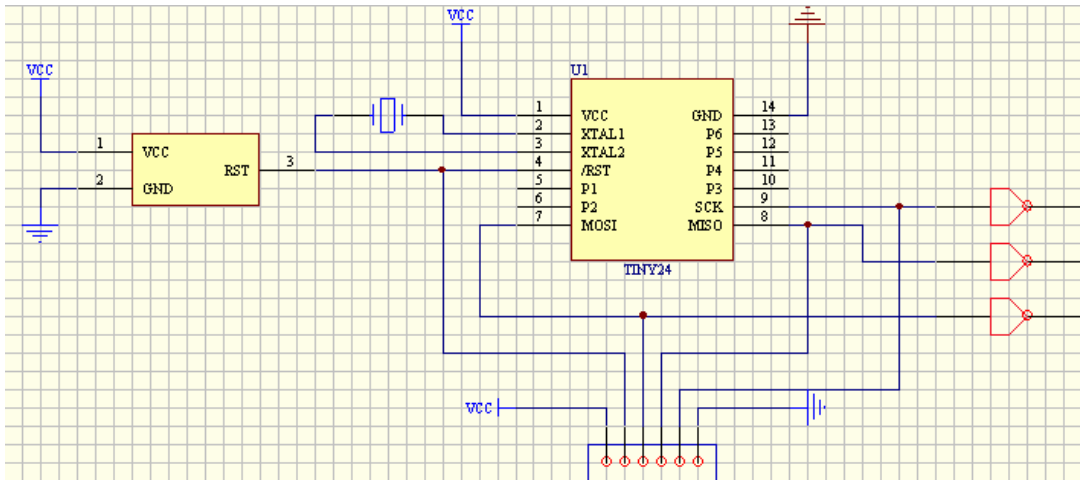 VCC
VCC
U1
1 VCC GND 14
2 XTAL1 P6 13
3 XTAL2 P5 12
4 /RST P4 11
5 P1 P3 10
6 P2 SCK 9
7 MOSI MISO 8
TINY24
1 VCC
RST 3
2 GND
VCC